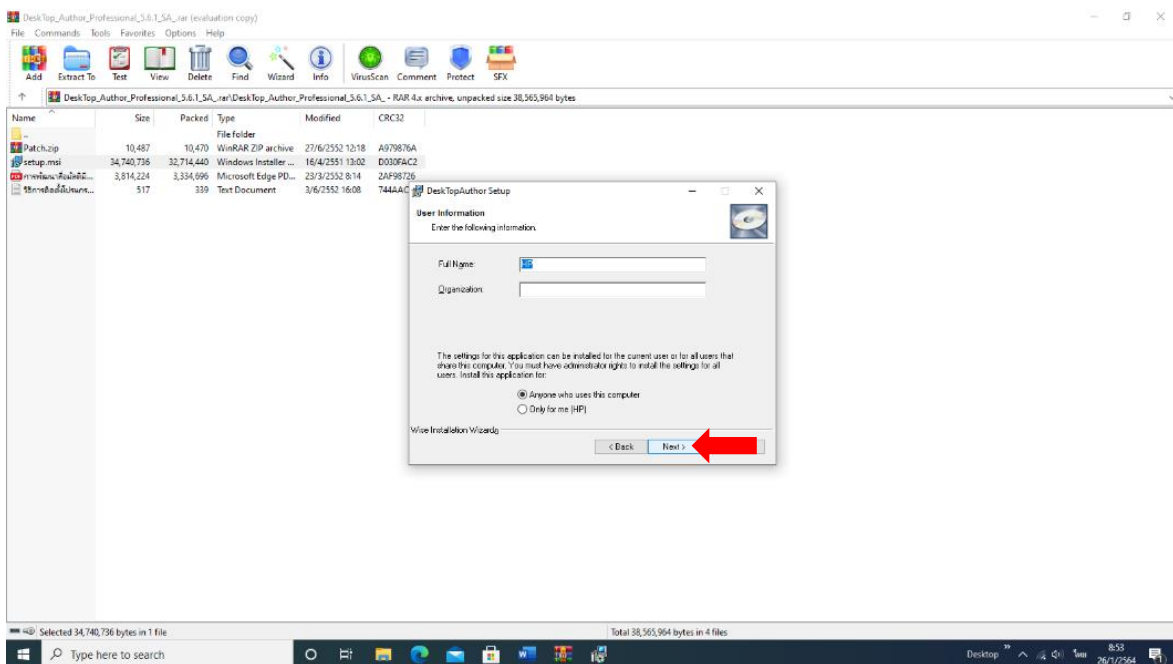 DeskTop_Author_Professional_5.6.1_SA_.rar (evaluation copy)
File Commands Tools Favorites Options Help
Add Extract To Test View Delete Find Wizard Info VirusScan Comment Protect SFX
DeskTop_Author_Professional_5.6.1_SA_.rar\DeskTop_Author_Professional_5.6.1_SA_ - RAR 4.x archive, unpacked size 38,565,964 bytes
Name Size Packed Type Modified CRC32
.. File folder
Patch.zip 10,487 10,470 WinRAR ZIP archive 27/6/2552 12:18 A979876A
setup.msi 34,740,736 32,714,440 Windows Installer ... 16/4/2551 13:02 D030FAC2
3,814,224 3,334,696 Microsoft Edge PD... 23/3/2552 8:14 2AF98726
517 339 Text Document 3/6/2552 16:08 744AAC
DeskTopAuthor Setup
User Information
Enter the following information.
Full Name: HP
Organization:
The settings for this application can be installed for the current user or for all users that
share this computer. You must have administrator rights to install the settings for all
users. Install this application for:
Anyone who uses this computer
Only for me (HP)
Wise Installation Wizard
< Back Next >
Selected 34,740,736 bytes in 1 file Total 38,565,964 bytes in 4 files
Type here to search Desktop ไทย 8:53
26/1/2564